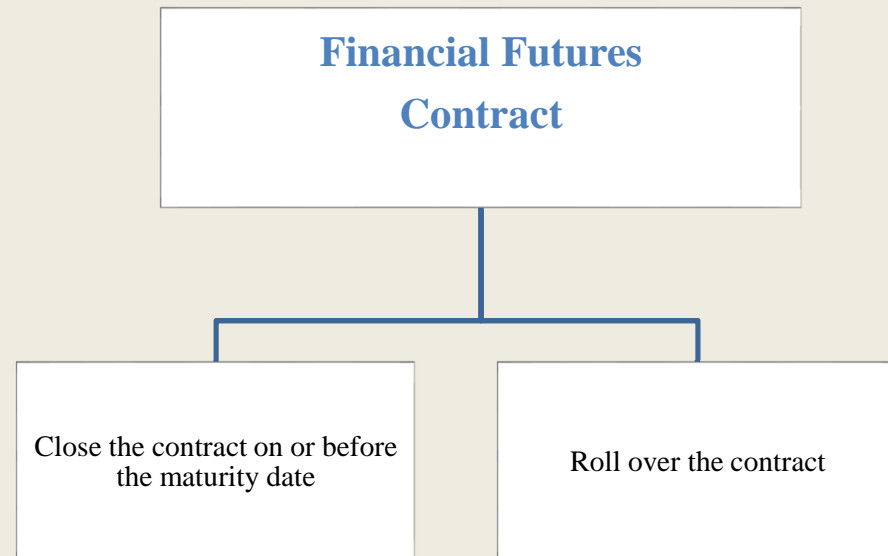 Financial Futures
Contract
Close the contract on or before
the maturity date
Roll over the contract